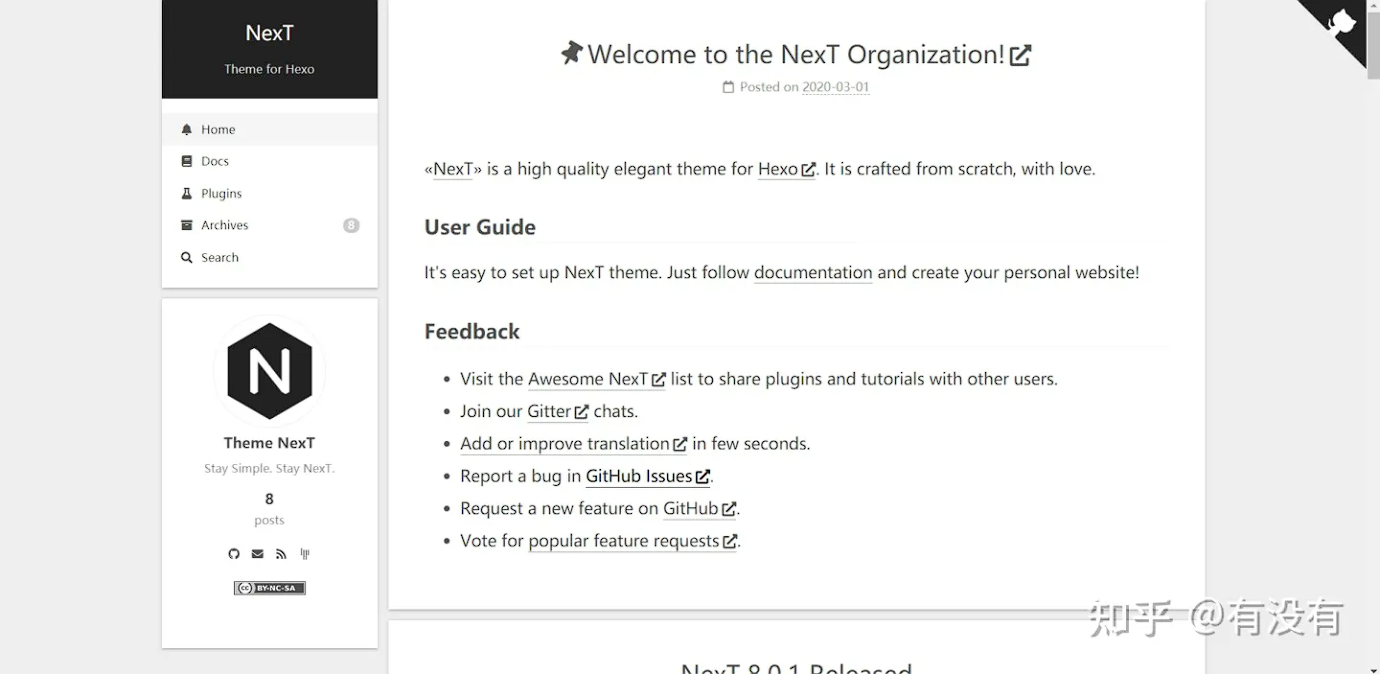 NexT
Theme for Hexo
Home
Docs
Plugins
Archives 8
Search
N
Theme NexT
Stay Simple. Stay NexT.
8
posts
CC BY-NC-SA
Welcome to the NexT Organization!
Posted on 2020-03-01
«NexT» is a high quality elegant theme for Hexo. It is crafted from scratch, with love.
User Guide
It's easy to set up NexT theme. Just follow documentation and create your personal website!
Feedback
• Visit the Awesome NexT list to share plugins and tutorials with other users.
• Join our Gitter chats.
• Add or improve translation in few seconds.
• Report a bug in GitHub Issues.
• Request a new feature on GitHub.
• Vote for popular feature requests.
NexT 8.0.1 Released
知乎 @有没有